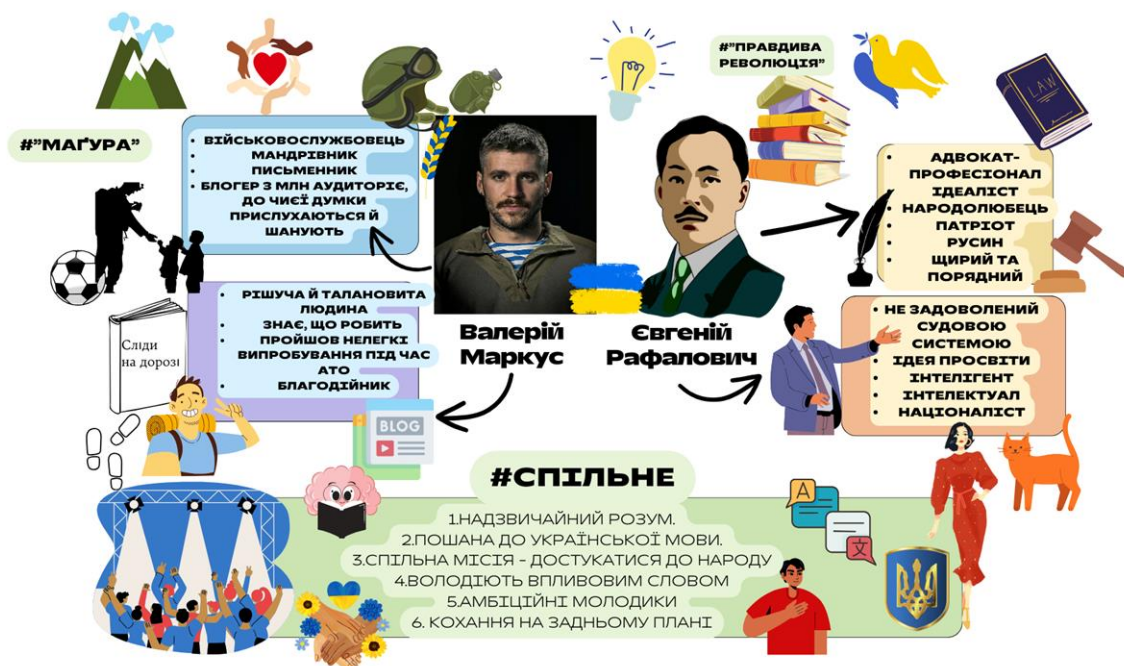 #"ПРАВДИВА
РЕВОЛЮЦІЯ"
LAW
#"МАҐУРА"
ВІЙСЬКОВОСЛУЖБОВЕЦЬ
МАНДРІВНИК
ПИСЬМЕННИК
БЛОГЕР З МЛН АУДИТОРІЄ,
ДО ЧИЄЇ ДУМКИ
ПРИСЛУХАЮТЬСЯ Й
ШАНУЮТЬ
АДВОКАТ-
ПРОФЕСІОНАЛ
ІДЕАЛІСТ
НАРОДОЛЮБЕЦЬ
ПАТРІОТ
РУСИН
ЩИРИЙ ТА
ПОРЯДНИЙ
РІШУЧА Й ТАЛАНОВИТА
ЛЮДИНА
ЗНАЄ, ЩО РОБИТЬ
ПРОЙШОВ НЕЛЕГКІ
ВИПРОБУВАННЯ ПІД ЧАС
АТО
БЛАГОДІЙНИК
Сліди
на дорозі
Валерій
Маркус
Євгеній
Рафалович
НЕ ЗАДОВОЛЕНИЙ
СУДОВОЮ
СИСТЕМОЮ
ІДЕЯ ПРОСВІТИ
ІНТЕЛІГЕНТ
ІНТЕЛЕКТУАЛ
НАЦІОНАЛІСТ
BLOG
#СПІЛЬНЕ
1.НАДЗВИЧАЙНИЙ РОЗУМ.
2.ПОШАНА ДО УКРАЇНСЬКОЇ МОВИ.
3.СПІЛЬНА МІСІЯ - ДОСТУКАТИСЯ ДО НАРОДУ
4.ВОЛОДІЮТЬ ВПЛИВОВИМ СЛОВОМ
5.АМБІЦІЙНІ МОЛОДИКИ
6. КОХАННЯ НА ЗАДНЬОМУ ПЛАНІ
A
文